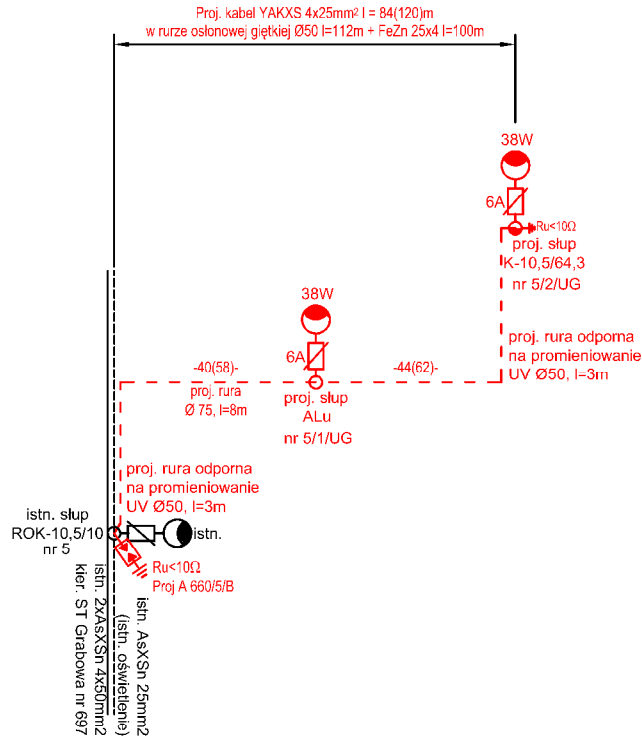 Proj. kabel YAKXS 4x25mm² l = 84(120)m
w rurze osłonowej giętkiej Ø50 l=112m + FeZn 25x4 l=100m
38W
6A
Ru<10Ω
proj. słup
K-10,5/64,3
nr 5/2/UG
38W
6A
-40(58)-
-44(62)-
proj. rura
Ø 75, l=8m
proj. słup
ALu
nr 5/1/UG
proj. rura odporna
na promieniowanie
UV Ø50, l=3m
proj. rura odporna
na promieniowanie
UV Ø50, l=3m
istn. słup
ROK-10,5/10
nr 5
istn.
Ru<10Ω
Proj A 660/5/B
istn. AsXSn 25mm2
(istn. oświetlenie)
istn. 2xAsXSn 4x50mm2
kier. ST Grabowa nr 697